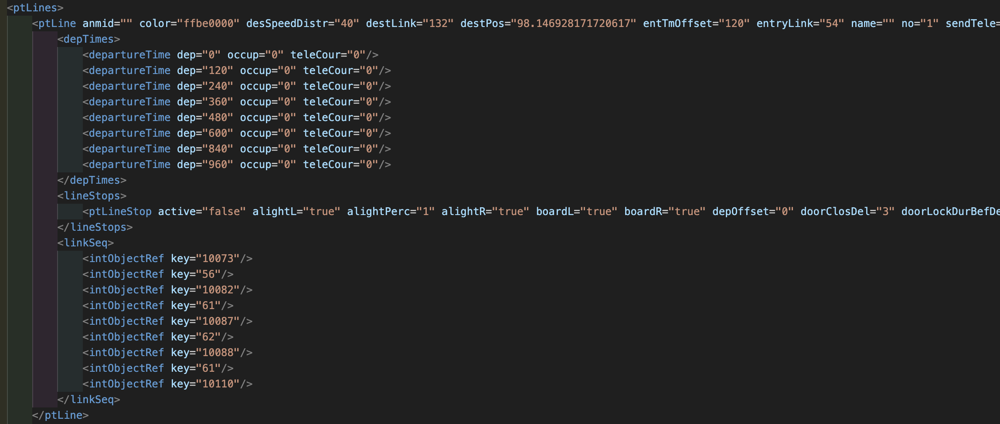 <ptLines>
<ptLine anmid="" color="ffbe0000" desSpeedDistr="40" destLink="132" destPos="98.146928171720617" entTmOffset="120" entryLink="54" name="" no="1" sendTele=
<depTimes>
<departureTime dep="0" occup="0" teleCour="0"/>
<departureTime dep="120" occup="0" teleCour="0"/>
<departureTime dep="240" occup="0" teleCour="0"/>
<departureTime dep="360" occup="0" teleCour="0"/>
<departureTime dep="480" occup="0" teleCour="0"/>
<departureTime dep="600" occup="0" teleCour="0"/>
<departureTime dep="840" occup="0" teleCour="0"/>
<departureTime dep="960" occup="0" teleCour="0"/>
</depTimes>
<lineStops>
<ptLineStop active="false" alightL="true" alightPerc="1" alightR="true" boardL="true" boardR="true" depOffset="0" doorClosDel="3" doorLockDurBefDe
</lineStops>
<linkSeq>
<intObjectRef key="10073"/>
<intObjectRef key="56"/>
<intObjectRef key="10082"/>
<intObjectRef key="61"/>
<intObjectRef key="10087"/>
<intObjectRef key="62"/>
<intObjectRef key="10088"/>
<intObjectRef key="61"/>
<intObjectRef key="10110"/>
</linkSeq>
</ptLine>